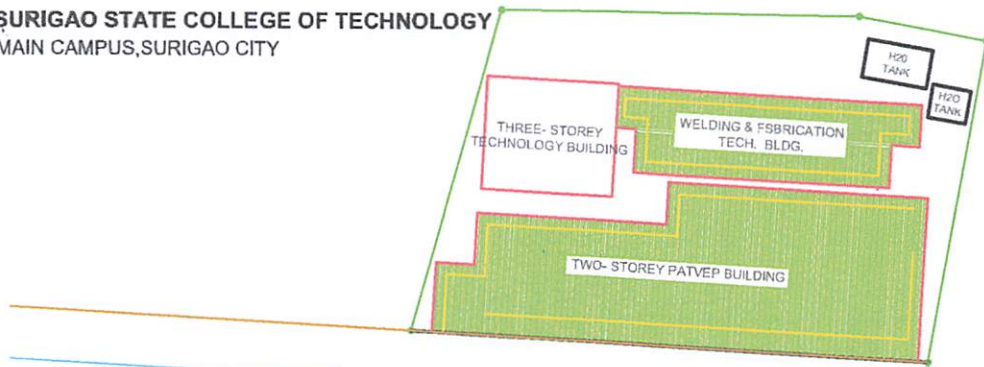 SURIGAO STATE COLLEGE OF TECHNOLOGY
MAIN CAMPUS,SURIGAO CITY
H20
TANK
H2O
TANK
THREE- STOREY
TECHNOLOGY BUILDING
WELDING & FSBRICATION
TECH. BLDG.
TWO- STOREY PATVEP BUILDING